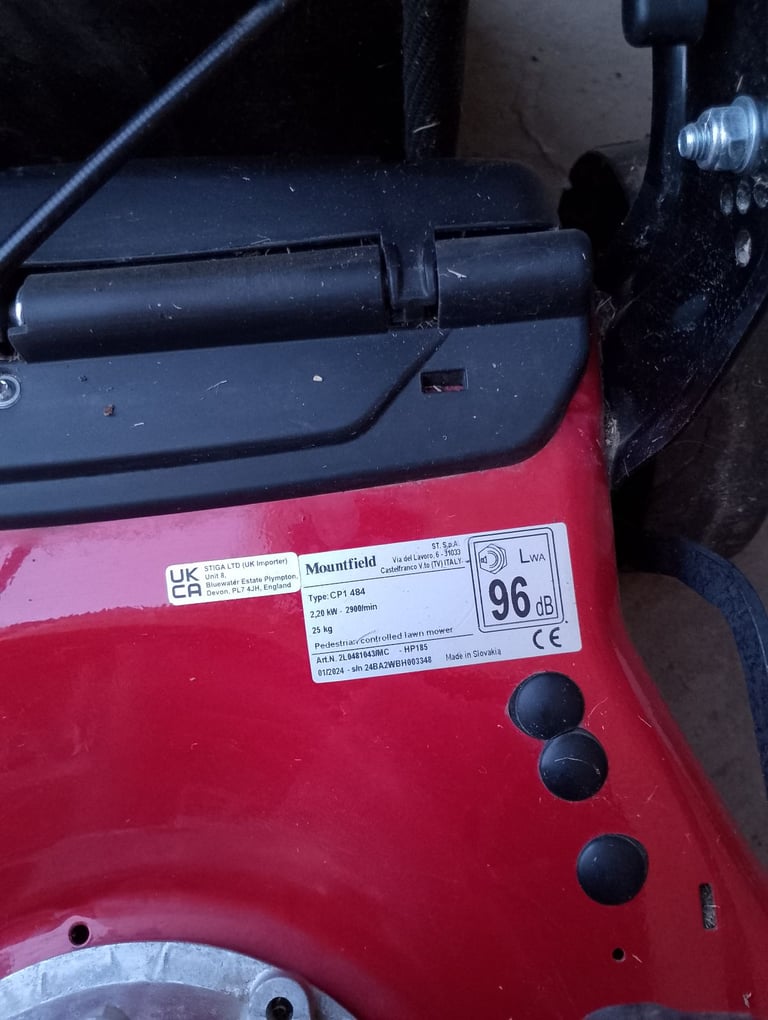 UK
CA
STIGA LTD (UK Importer)
Unit 8,
Bluewater Estate Plympton,
Devon, PL7 4JH, England
Mountfield
ST. S.p.A.
Via del Lavoro, 6 - 31033
Castelfranco V.to (TV) ITALY
Type: CP1 484
2,20 kW - 2900/min
25 kg
Pedestrian controlled lawn mower
Art.N. 2L0481043/MC - HP185
01/2024 - s/n 24BA2WBH003348
Made in Slovakia
LWA
96 dB
CE